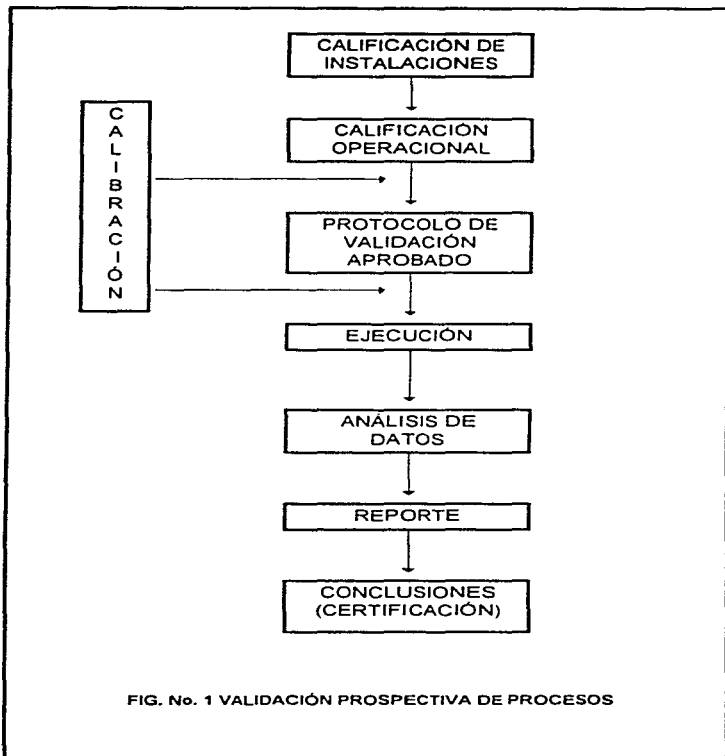 CALIFICACIÓN DE
INSTALACIONES
CALIBRACIÓN
CALIFICACIÓN
OPERACIONAL
PROTOCOLO DE
VALIDACIÓN
APROBADO
EJECUCIÓN
ANÁLISIS DE
DATOS
REPORTE
CONCLUSIONES
(CERTIFICACIÓN)
FIG. No. 1 VALIDACIÓN PROSPECTIVA DE PROCESOS